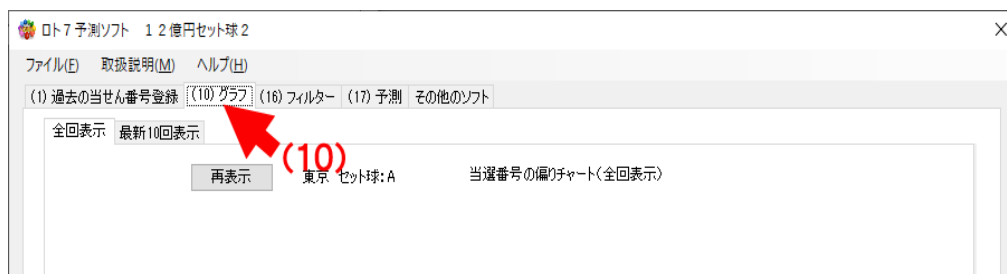 ロト7予測ソフト 12億円セット球2
ファイル(F) 取扱説明(M) ヘルプ(H)
(1) 過去の当せん番号登録 (10) グラフ (16) フィルター (17) 予測 その他のソフト
全回表示 最新10回表示
(10)
再表示 東京 セット球：A 当選番号の偏りチャート(全回表示)